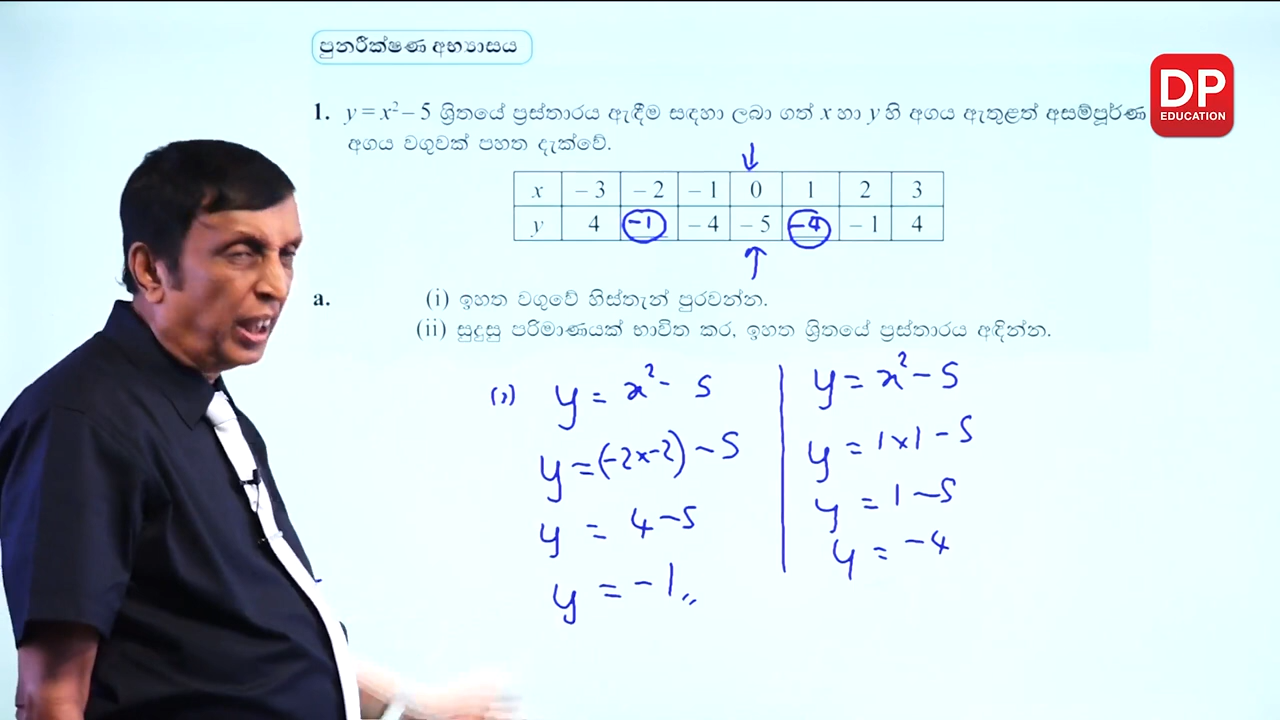 පුනරීක්ෂණ අභ්‍යාසය
DP
EDUCATION
1. y = x² – 5 ශ්‍රිතයේ ප්‍රස්තාරය ඇඳීම සඳහා ලබා ගත් x හා y හි අගය ඇතුළත් අසම්පූර්ණ
අගය වගුවක් පහත දැක්වේ.
x – 3 – 2 – 1 0 1 2 3
y 4 –1 – 4 – 5 –4 – 1 4
a. (i) ඉහත වගුවේ හිස්තැන් පුරවන්න.
(ii) සුදුසු පරිමාණයක් භාවිත කර, ඉහත ශ්‍රිතයේ ප්‍රස්තාරය අඳින්න.
(i) y = x² - 5
y = (-2x-2) - 5
y = 4 - 5
y = -1
y = x² - 5
y = 1x1 - 5
y = 1 - 5
y = -4